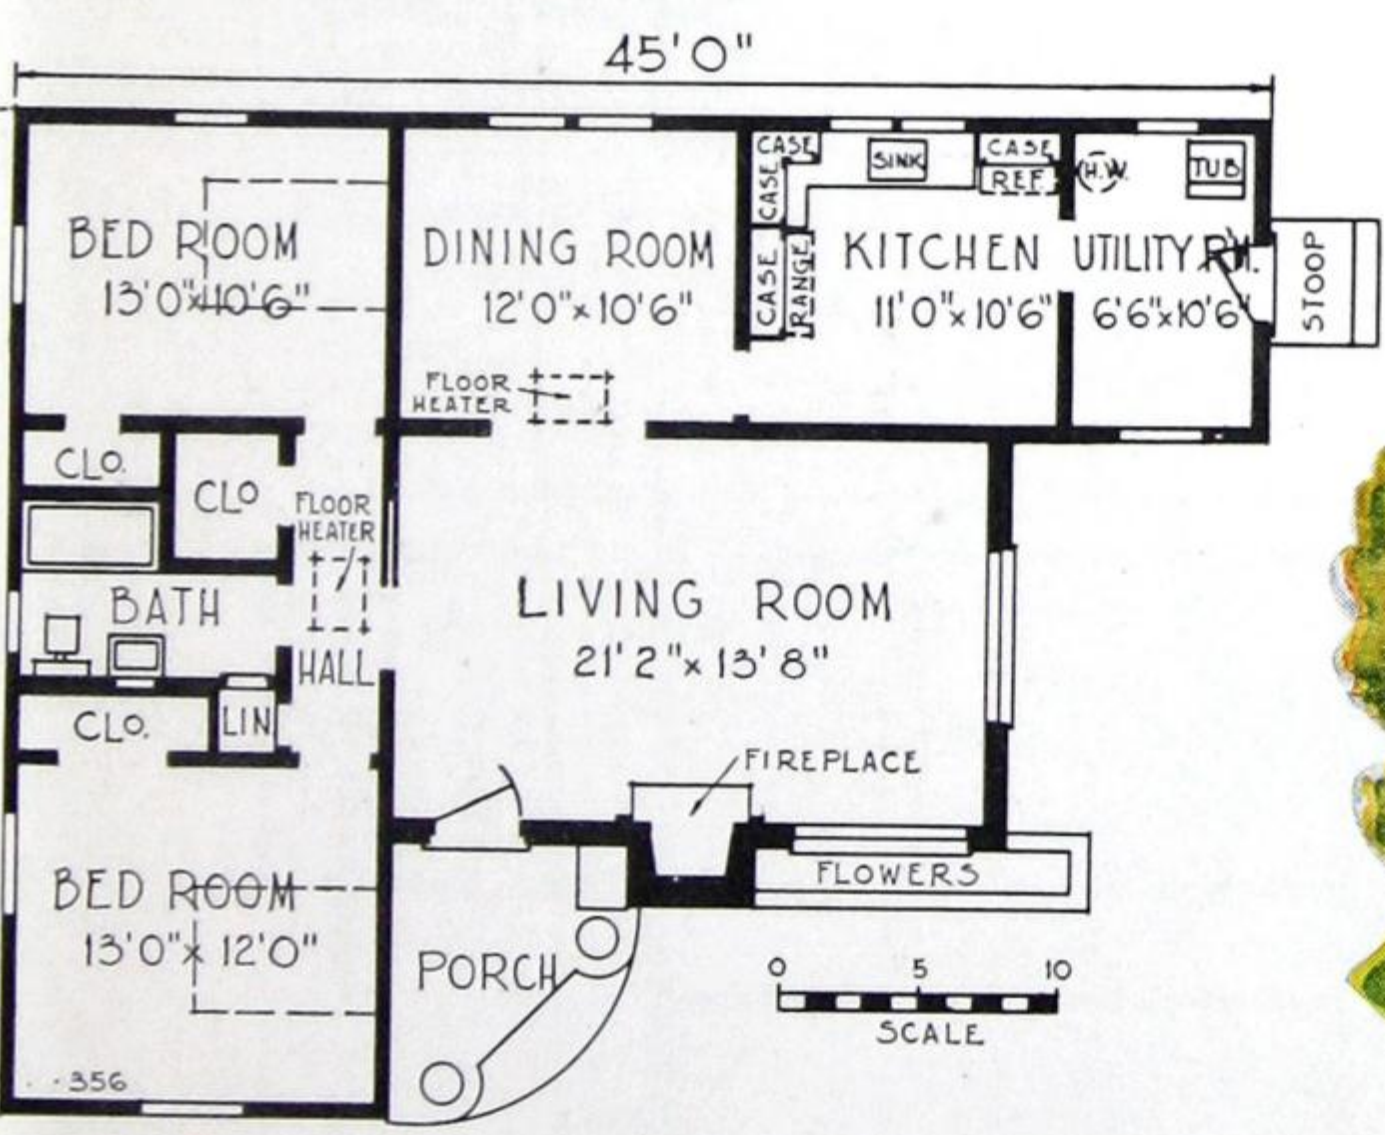 45'0"
BED ROOM
13'0"x10'6"
DINING ROOM
12'0"x10'6"
FLOOR
HEATER
CASE
CASE
CASE
RANGE
SINK
CASE
REF.
KITCHEN
11'0"x10'6"
H.W.
TUB
UTILITY RM.
6'6"x10'6"
STOOP
CLO.
CLO
FLOOR
HEATER
BATH
HALL
CLO.
LIN
LIVING ROOM
21'2"x13'8"
FIREPLACE
FLOWERS
BED ROOM
13'0"x12'0"
PORCH
0 5 10
SCALE
356